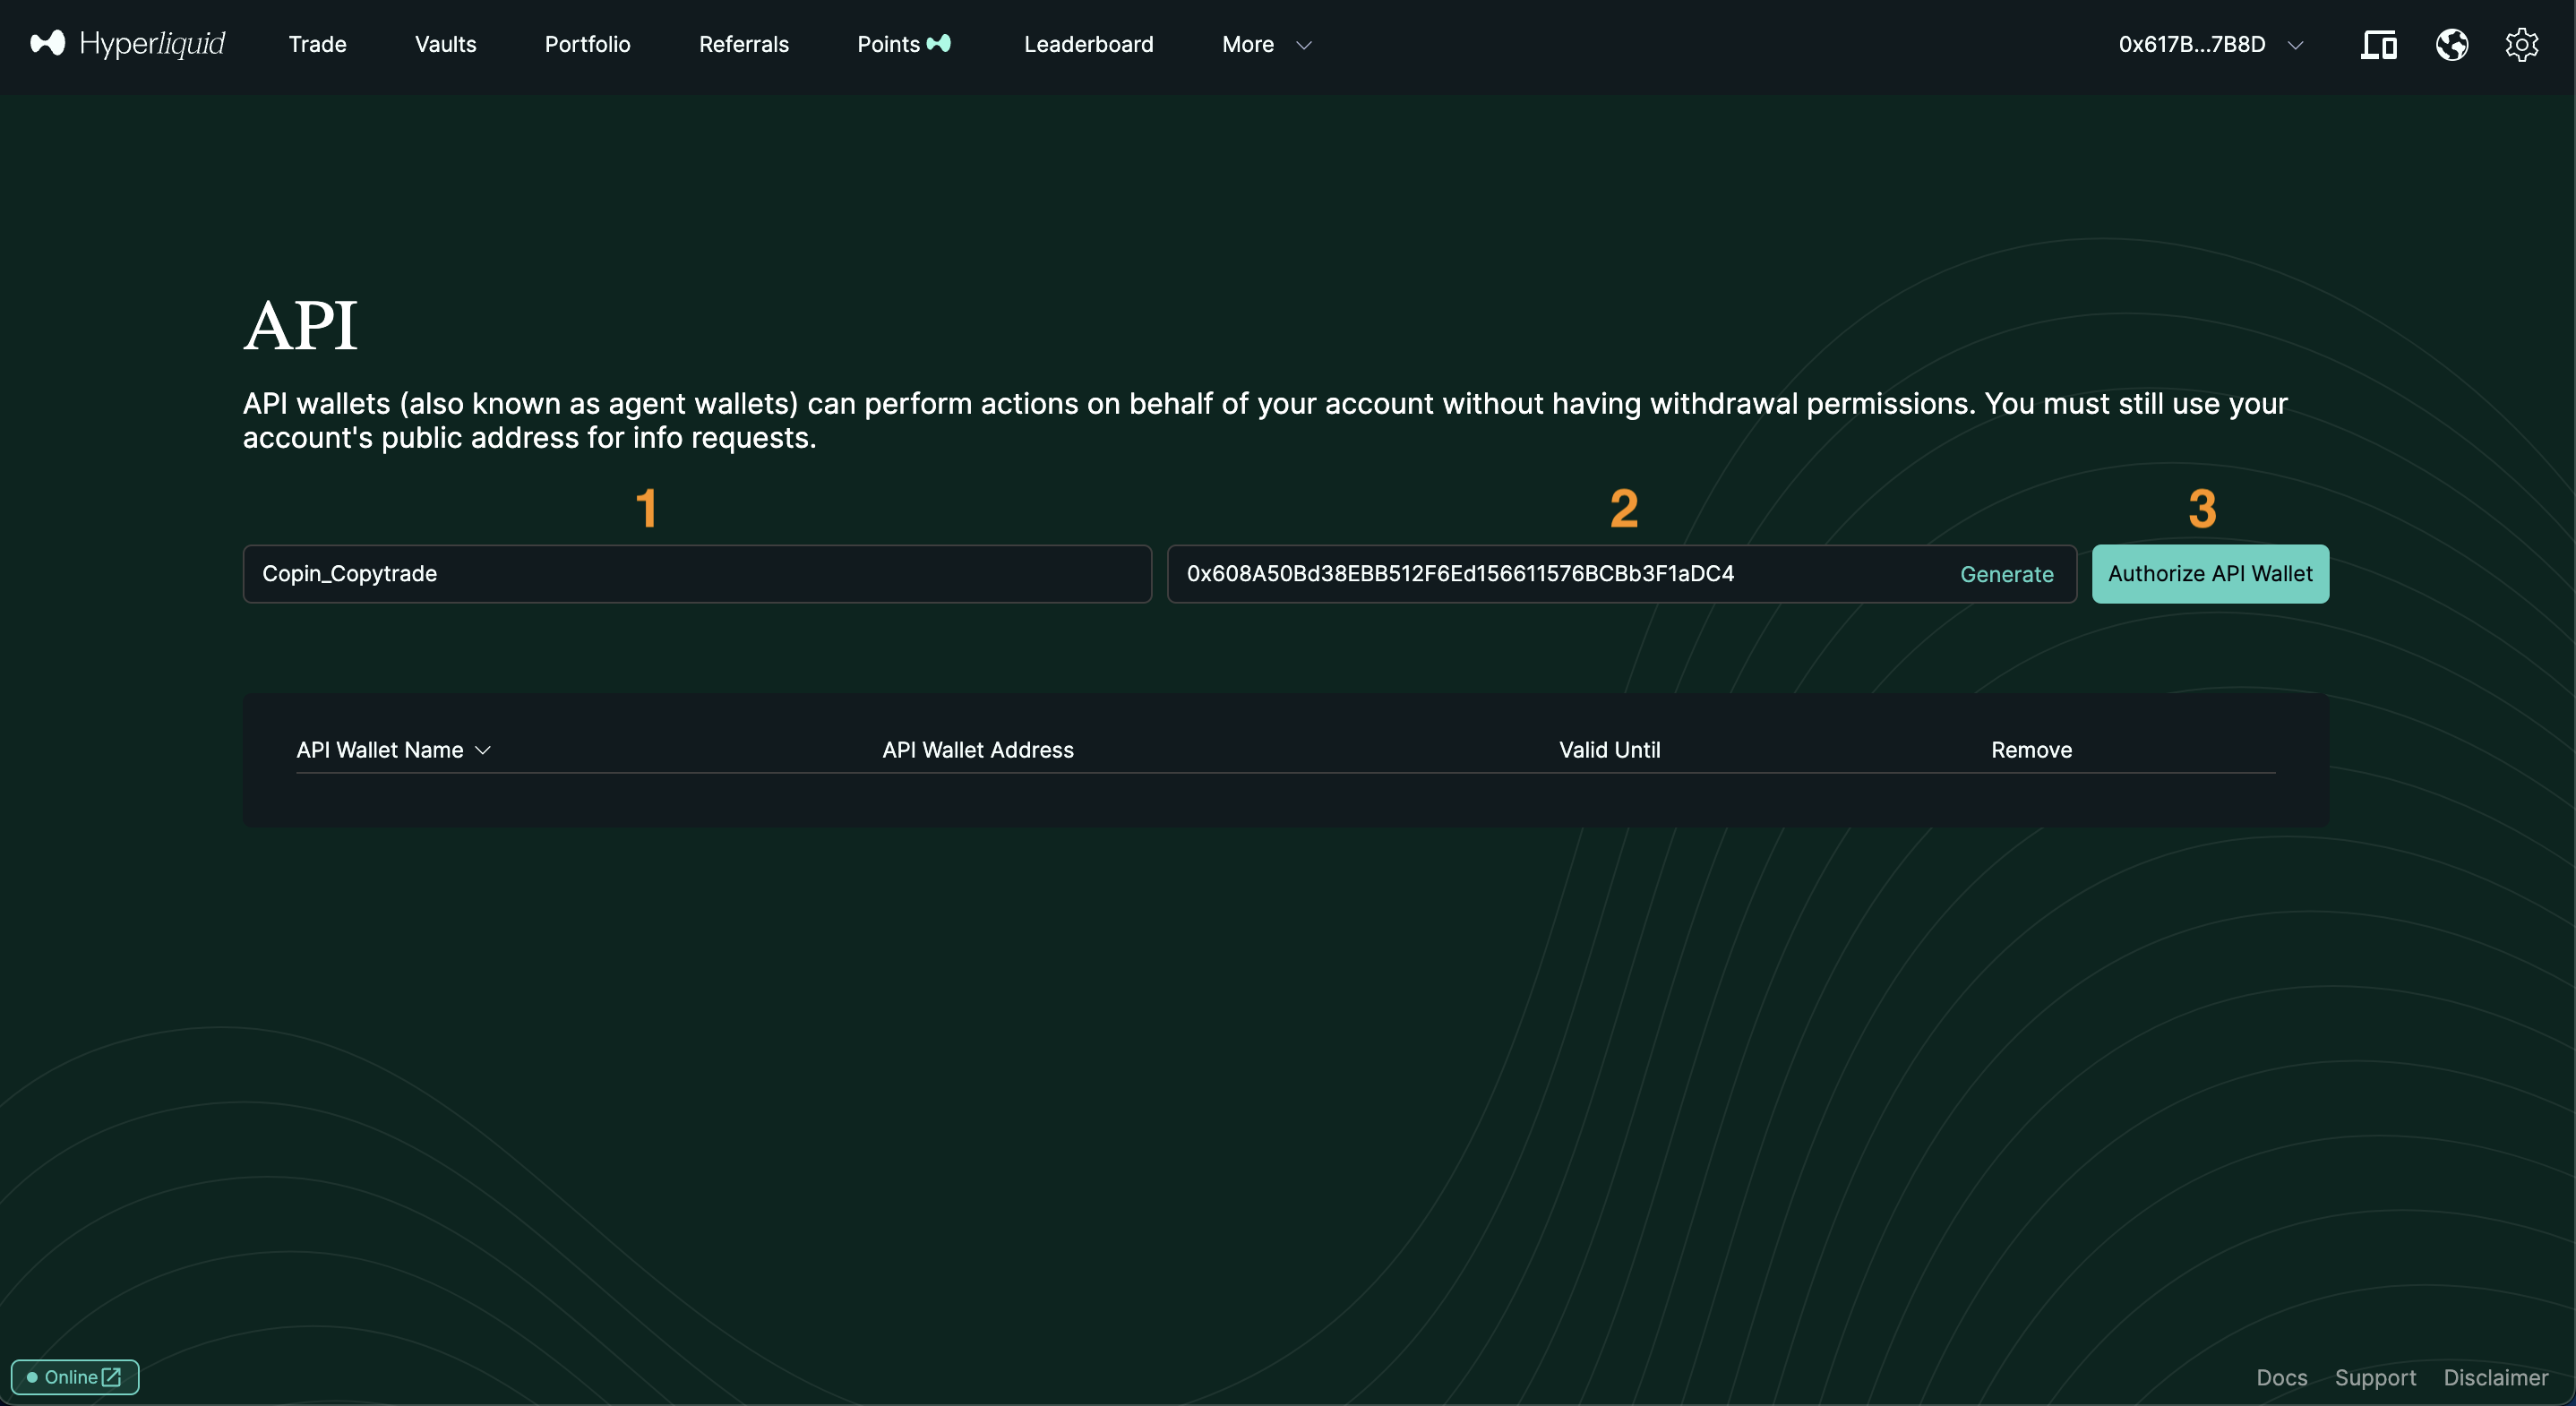 Hyperliquid Trade Vaults Portfolio Referrals Points Leaderboard More 0x617B...7B8D
API
API wallets (also known as agent wallets) can perform actions on behalf of your account without having withdrawal permissions. You must still use your
account's public address for info requests.
1 2 3
Copin_Copytrade 0x608A50Bd38EBB512F6Ed156611576BCBb3F1aDC4 Generate Authorize API Wallet
API Wallet Name API Wallet Address Valid Until Remove
Online Docs Support Disclaimer